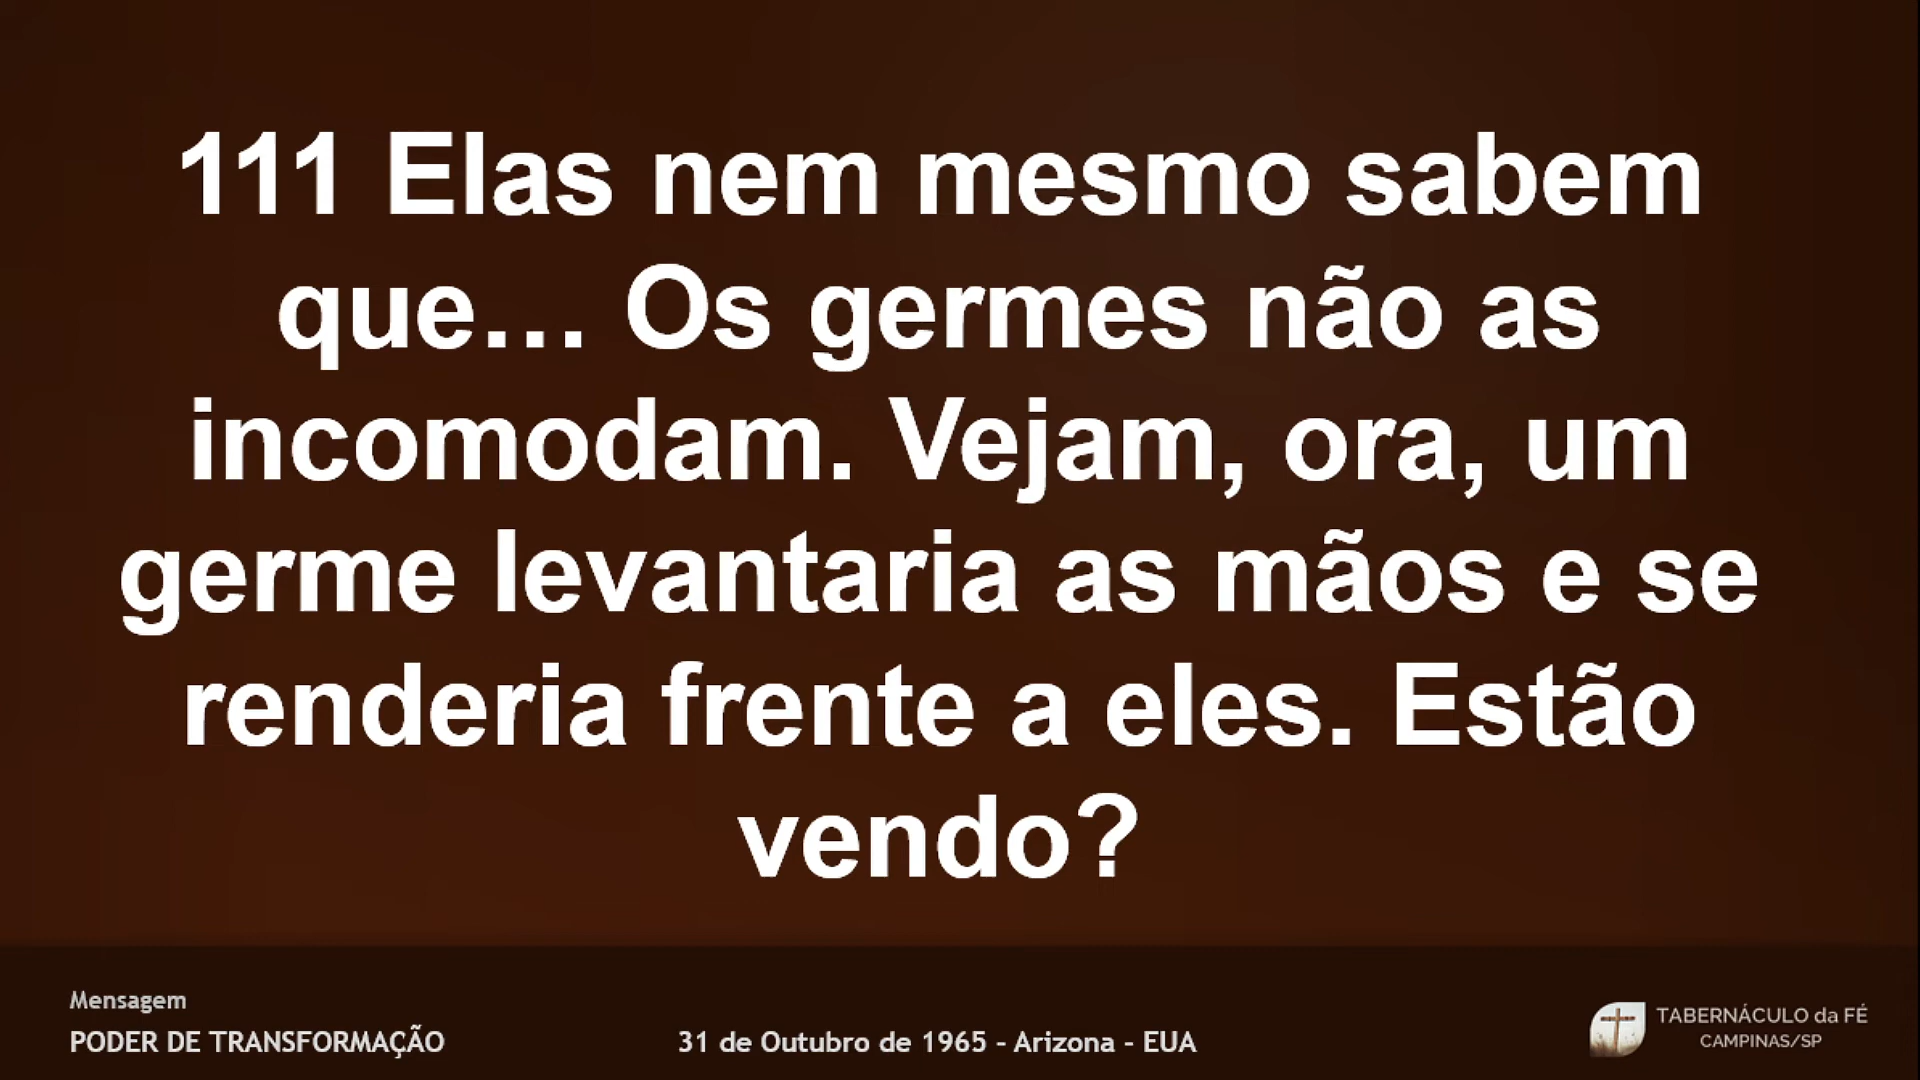 111 Elas nem mesmo sabem
que… Os germes não as
incomodam. Vejam, ora, um
germe levantaria as mãos e se
renderia frente a eles. Estão
vendo?
Mensagem
PODER DE TRANSFORMAÇÃO
31 de Outubro de 1965 - Arizona - EUA
TABERNÁCULO da FÉ
CAMPINAS/SP